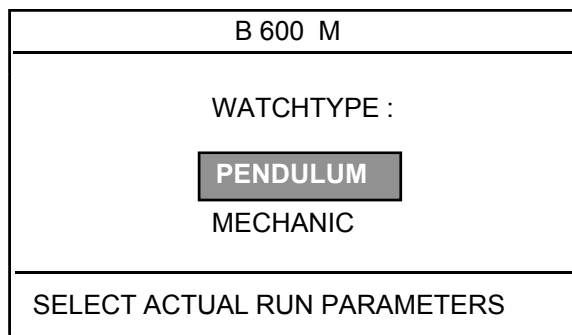 B 600 M
WATCHTYPE :
PENDULUM
MECHANIC
SELECT ACTUAL RUN PARAMETERS